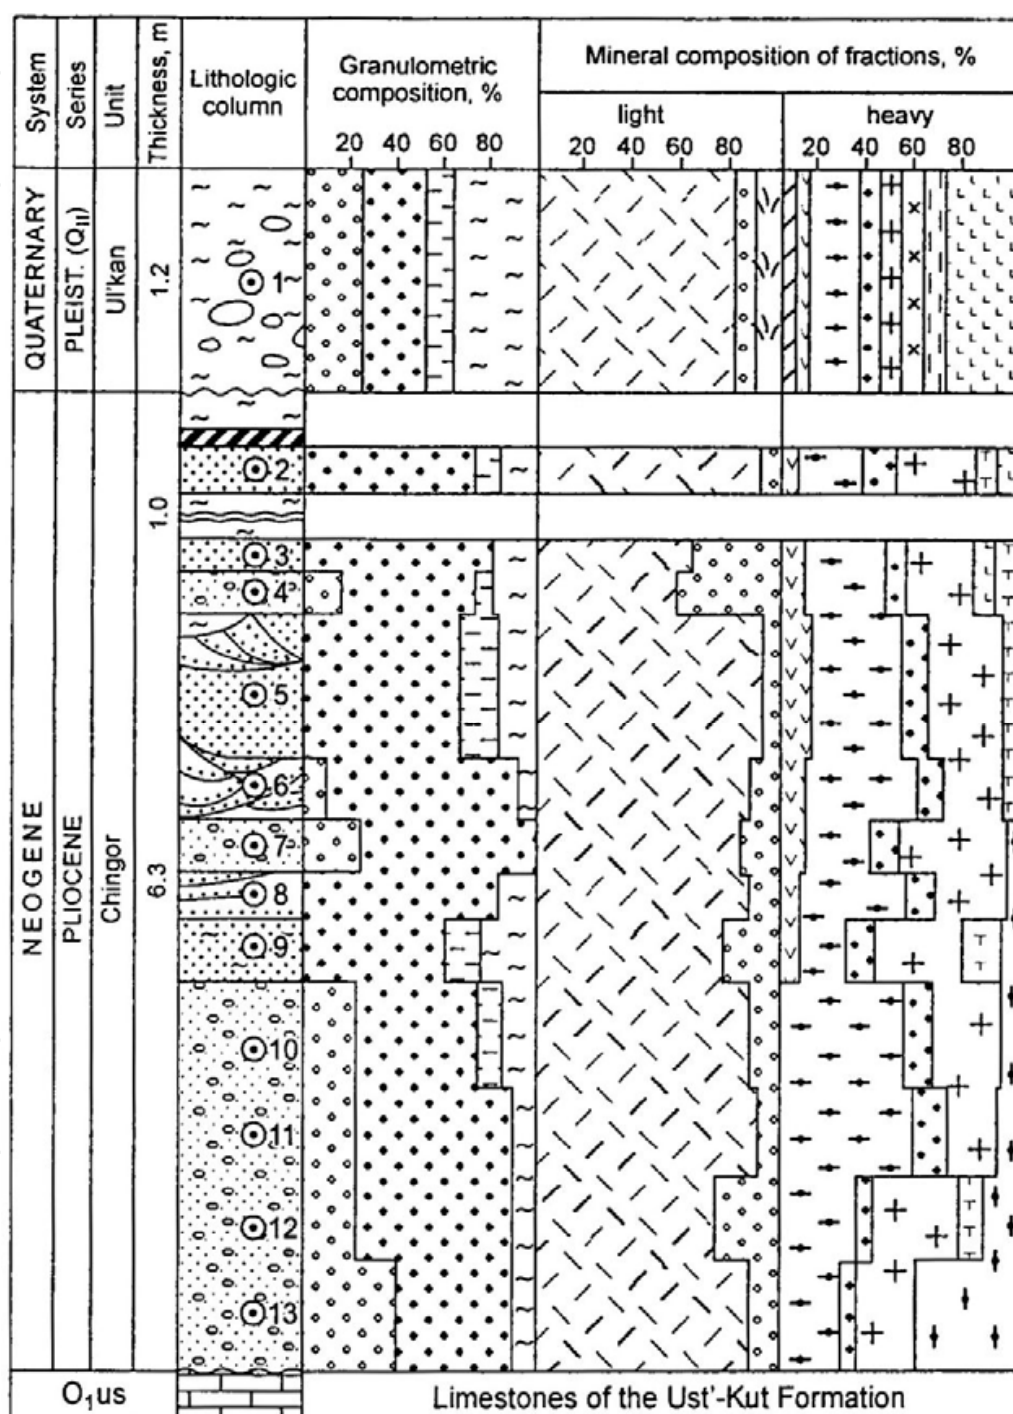 System
Series
Unit
Thickness, m
Lithologic
column
Granulometric
composition, %
20 40 60 80
Mineral composition of fractions, %
light
20 40 60 80
heavy
20 40 60 80
QUATERNARY
PLEIST. (QII)
Ul'kan
1.2
1
NEOGENE
PLIOCENE
Chingor
1.0
6.3
2
3
4
5
6
7
8
9
10
11
12
13
O1us
Limestones of the Ust'-Kut Formation